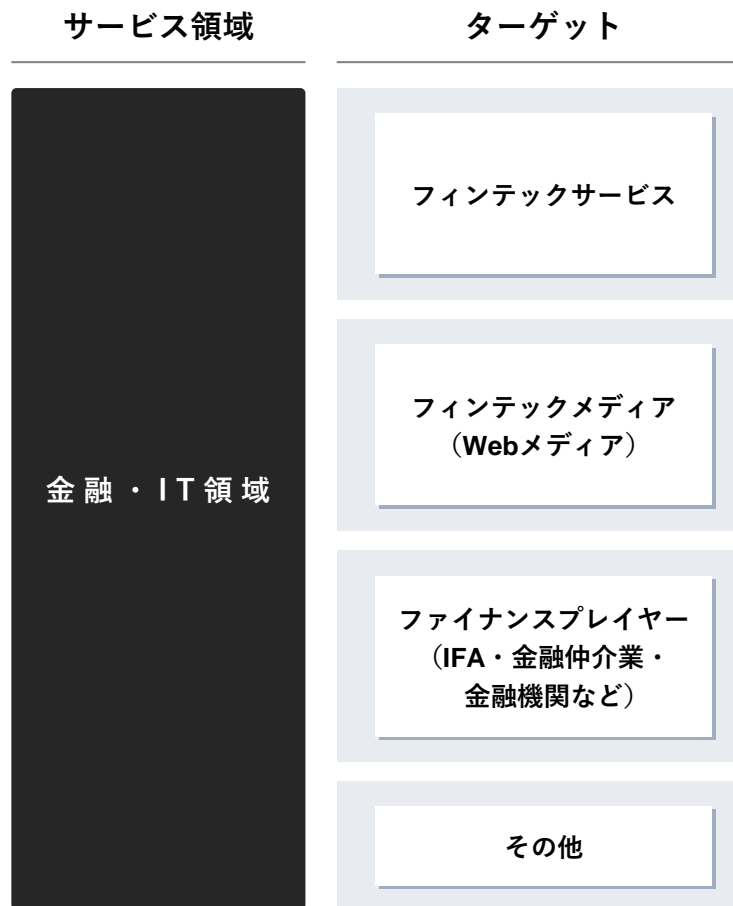 サービス領域
ターゲット
金融・IT領域
フィンテックサービス
フィンテックメディア
（Webメディア）
ファイナンスプレイヤー
（IFA・金融仲介業・
金融機関など）
その他